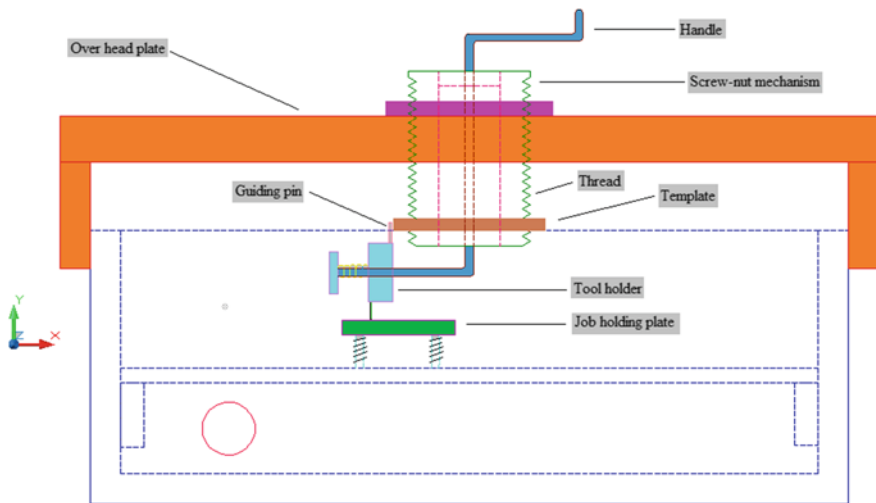 Handle
Over head plate
Screw-nut mechanism
Thread
Guiding pin
Template
Tool holder
Job holding plate
Y
Z
X